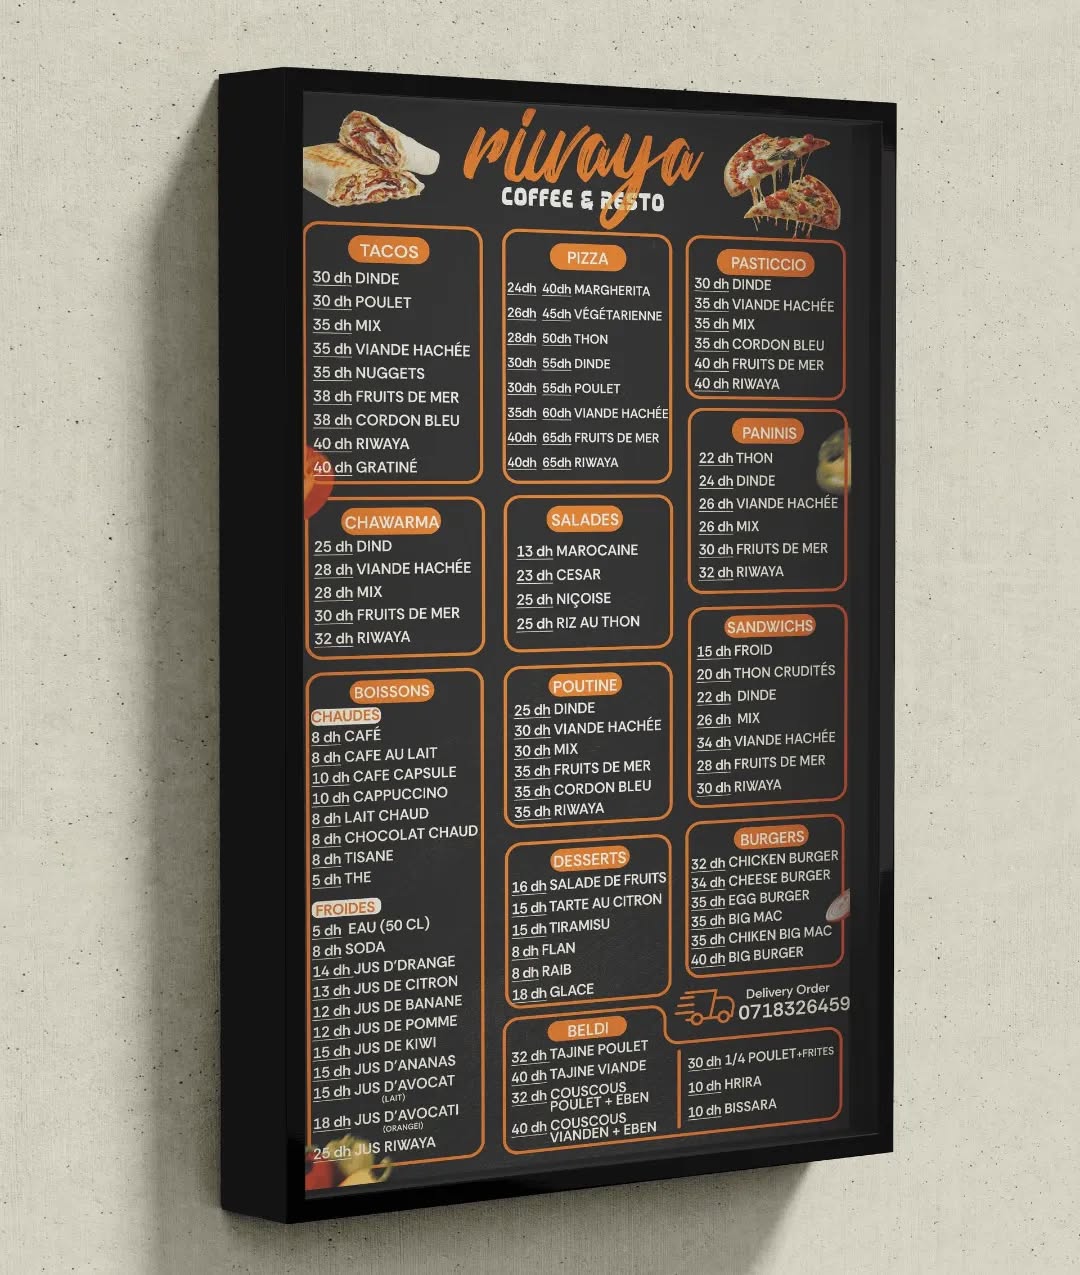 riwaya
COFFEE & RESTO
TACOS
30 dh DINDE
30 dh POULET
35 dh MIX
35 dh VIANDE HACHÉE
35 dh NUGGETS
38 dh FRUITS DE MER
38 dh CORDON BLEU
40 dh RIWAYA
40 dh GRATINÉ
CHAWARMA
25 dh DIND
28 dh VIANDE HACHÉE
28 dh MIX
30 dh FRUITS DE MER
32 dh RIWAYA
BOISSONS
CHAUDES
8 dh CAFÉ
8 dh CAFE AU LAIT
10 dh CAFE CAPSULE
10 dh CAPPUCCINO
8 dh LAIT CHAUD
8 dh CHOCOLAT CHAUD
8 dh TISANE
5 dh THE
FROIDES
5 dh EAU (50 CL)
8 dh SODA
14 dh JUS D'DRANGE
13 dh JUS DE CITRON
12 dh JUS DE BANANE
12 dh JUS DE POMME
15 dh JUS DE KIWI
15 dh JUS D'ANANAS
15 dh JUS D'AVOCAT
(LAIT)
18 dh JUS D'AVOCATI
(ORANGEI)
25 dh JUS RIWAYA
PIZZA
24dh 40dh MARGHERITA
26dh 45dh VÉGÉTARIENNE
28dh 50dh THON
30dh 55dh DINDE
30dh 55dh POULET
35dh 60dh VIANDE HACHÉE
40dh 65dh FRUITS DE MER
40dh 65dh RIWAYA
SALADES
13 dh MAROCAINE
23 dh CESAR
25 dh NIÇOISE
25 dh RIZ AU THON
POUTINE
25 dh DINDE
30 dh VIANDE HACHÉE
30 dh MIX
35 dh FRUITS DE MER
35 dh CORDON BLEU
35 dh RIWAYA
DESSERTS
16 dh SALADE DE FRUITS
15 dh TARTE AU CITRON
15 dh TIRAMISU
8 dh FLAN
8 dh RAIB
18 dh GLACE
BELDI
32 dh TAJINE POULET
40 dh TAJINE VIANDE
32 dh COUSCOUS
POULET + EBEN
40 dh COUSCOUS
VIANDEN + EBEN
30 dh 1/4 POULET+FRITES
10 dh HRIRA
10 dh BISSARA
PASTICCIO
30 dh DINDE
35 dh VIANDE HACHÉE
35 dh MIX
35 dh CORDON BLEU
40 dh FRUITS DE MER
40 dh RIWAYA
PANINIS
22 dh THON
24 dh DINDE
26 dh VIANDE HACHÉE
26 dh MIX
30 dh FRIUTS DE MER
32 dh RIWAYA
SANDWICHS
15 dh FROID
20 dh THON CRUDITÉS
22 dh DINDE
26 dh MIX
34 dh VIANDE HACHÉE
28 dh FRUITS DE MER
30 dh RIWAYA
BURGERS
32 dh CHICKEN BURGER
34 dh CHEESE BURGER
35 dh EGG BURGER
35 dh BIG MAC
35 dh CHIKEN BIG MAC
40 dh BIG BURGER
Delivery Order
0718326459